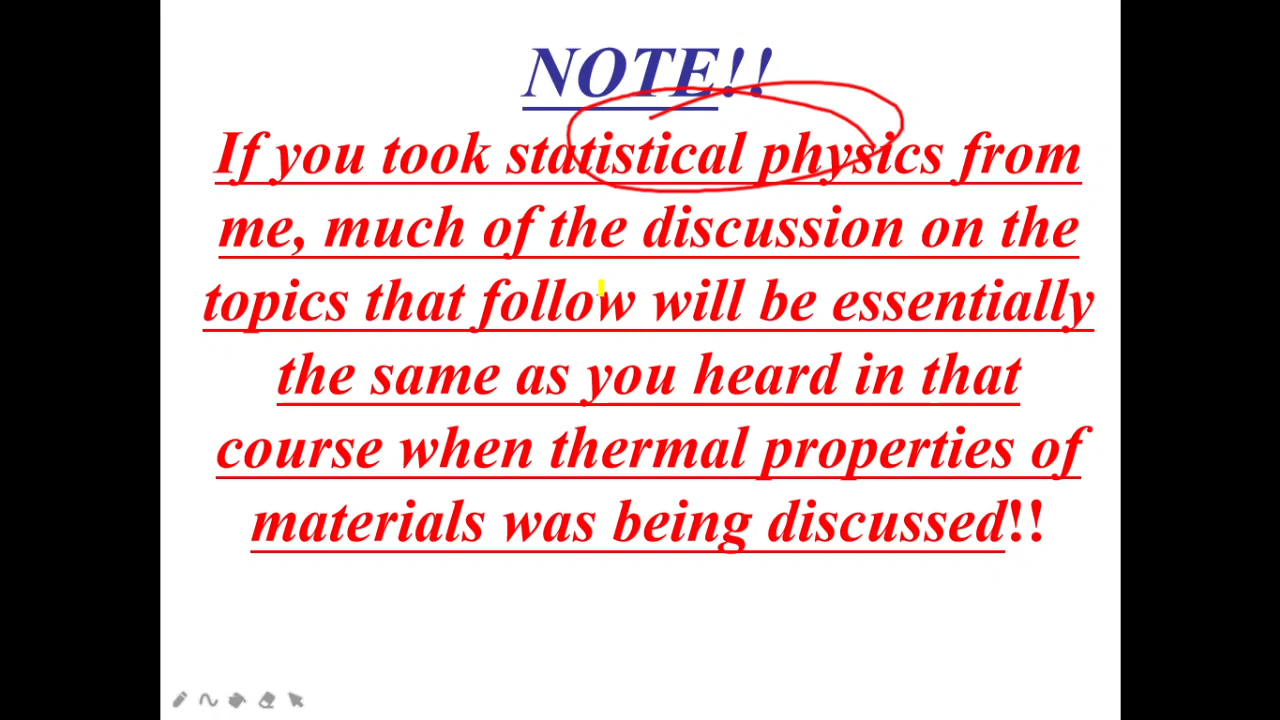 NOTE!!
If you took statistical physics from
me, much of the discussion on the
topics that follow will be essentially
the same as you heard in that
course when thermal properties of
materials was being discussed!!